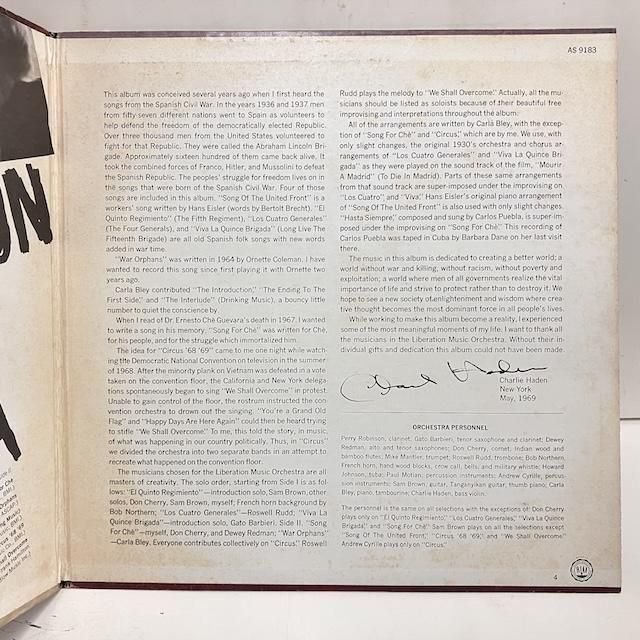 AS 9183
This album was conceived several years ago when I first heard the
songs from the Spanish Civil War. In the years 1936 and 1937 men
from fifty-seven different nations went to Spain as volunteers to
help defend the freedom of the democratically elected Republic.
Over three thousand men from the United States volunteered to
fight for that Republic. They were called the Abraham Lincoln Bri-
gade. Approximately sixteen hundred of them came back alive. It
took the combined forces of Franco, Hitler, and Mussolini to defeat
the Spanish Republic. The peoples' struggle for freedom lives on in
the songs that were born of the Spanish Civil War. Four of those
songs are included in this album. "Song Of The United Front" is a
workers' song written by Hans Eisler (words by Bertolt Brecht). "El
Quinto Regimiento" (The Fifth Regiment), "Los Cuatro Generales"
(The Four Generals), and "Viva La Quince Brigada" (Long Live The
Fifteenth Brigade) are all old Spanish folk songs with new words
added in war time.
"War Orphans" was written in 1964 by Ornette Coleman. I have
wanted to record this song since first playing it with Ornette two
years ago.
Carla Bley contributed "The Introduction," "The Ending To The
First Side," and "The Interlude" (Drinking Music), a bouncy little
number to quiet the conscience by.
When I read of Dr. Ernesto Ché Guevara's death in 1967, I wanted
to write a song in his memory. "Song For Ché" was written for Ché,
for his people, and for the struggle which immortalized him.
The idea for "Circus '68 '69" came to me one night while watch-
ing the Democratic National Convention on television in the summer
of 1968. After the minority plank on Vietnam was defeated in a vote
taken on the convention floor, the California and New York delega-
tions spontaneously began to sing "We Shall Overcome" in protest.
Unable to gain control of the floor, the rostrum instructed the con-
vention orchestra to drown out the singing. "You're a Grand Old
Flag" and "Happy Days Are Here Again" could then be heard trying
to stifle "We Shall Overcome." To me, this told the story, in music,
of what was happening in our country politically. Thus, in "Circus"
we divided the orchestra into two separate bands in an attempt to
recreate what happened on the convention floor.
The musicians chosen for the Liberation Music Orchestra are all
masters of creativity. The solo order, starting from Side I is as fol-
lows: "El Quinto Regimiento"—introduction solo, Sam Brown, other
solos, Don Cherry, Sam Brown, myself; French horn background by
Bob Northern; "Los Cuatro Generales"—Roswell Rudd; "Viva La
Quince Brigada"—introduction solo, Gato Barbieri. Side II, "Song
For Ché"—myself, Don Cherry, and Dewey Redman; "War Orphans"
—Carla Bley. Everyone contributes collectively on "Circus." Roswell
Rudd plays the melody to "We Shall Overcome." Actually, all the mu-
sicians should be listed as soloists because of their beautiful free
improvising and interpretations throughout the album.
All of the arrangements are written by Carla Bley, with the excep-
tion of "Song For Ché" and "Circus," which are by me. We use, with
only slight changes, the original 1930's orchestra and chorus ar-
rangements of "Los Cuatro Generales" and "Viva La Quince Bri-
gada" as they were played on the sound track of the film, "Mourir
A Madrid" (To Die in Madrid). Parts of these same arrangements
from that sound track are super-imposed under the improvising on
"Los Cuatro" and "Viva." Hans Eisler's original piano arrangement
of "Song Of The United Front" is also used with only slight changes.
"Hasta Siempre," composed and sung by Carlos Puebla, is super-im-
posed under the improvising on "Song For Ché." This recording of
Carlos Puebla was taped in Cuba by Barbara Dane on her last visit
there.
The music in this album is dedicated to creating a better world; a
world without war and killing, without racism, without poverty and
exploitation; a world where men of all governments realize the vital
importance of life and strive to protect rather than to destroy it. We
hope to see a new society of enlightenment and wisdom where crea-
tive thought becomes the most dominant force in all people's lives.
While working to make this album become a reality, I experienced
some of the most meaningful moments of my life. I want to thank all
the musicians in the Liberation Music Orchestra. Without their in-
dividual gifts and dedication this album could not have been made.
Charlie Haden
Charlie Haden
New York
May, 1969
ORCHESTRA PERSONNEL
Perry Robinson, clarinet; Gato Barbieri, tenor saxophone and clarinet; Dewey
Redman, alto and tenor saxophones; Don Cherry, cornet, Indian wood and
bamboo flutes; Mike Mantler, trumpet; Roswell Rudd, trombone; Bob Northern,
French horn, hand wood blocks, crow call, bells, and military whistle; Howard
Johnson, tuba; Paul Motian, percussion instruments; Andrew Cyrille, percus-
sion instruments; Sam Brown, guitar, Tanganyikan guitar, thumb piano; Carla
Bley, piano, tambourine; Charlie Haden, bass violin.
The personnel is the same on all selections with the exceptions of: Don Cherry
plays only on "El Quinto Regimiento," "Los Cuatro Generales," "Viva La Quince
Brigada," and "Song For Ché." Sam Brown plays on all the selections except
"Song Of The United Front," "Circus '68 '69," and "We Shall Overcome."
Andrew Cyrille plays only on "Circus."
4